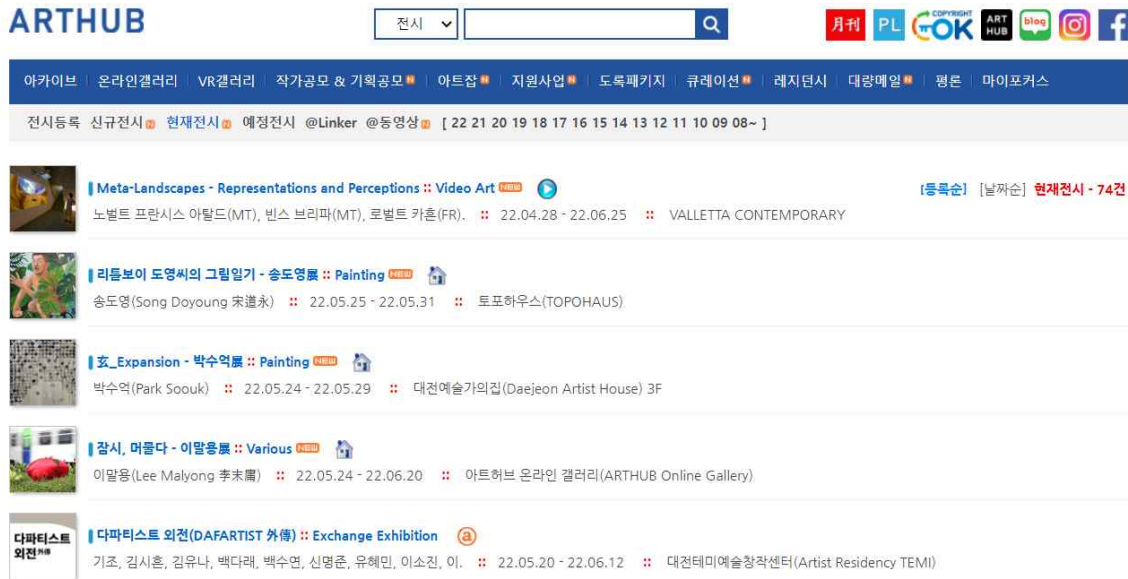 ARTHUB
전시
月刊 PL COPYRIGHT OK ART HUB blog
아카이브 온라인갤러리 VR갤러리 작가공모 & 기획공모 N 아트잡 N 지원사업 N 도록패키지 큐레이션 N 레지던시 대량메일 N 평론 마이포커스
전시등록 신규전시 N 현재전시 N 예정전시 @Linker @동영상 N [ 22 21 20 19 18 17 16 15 14 13 12 11 10 09 08~ ]
Meta-Landscapes - Representations and Perceptions :: Video Art NEW [등록순] [날짜순] 현재전시 - 74건
노벌트 프란시스 아탈드(MT), 빈스 브리파(MT), 로벌트 카흔(FR). :: 22.04.28 - 22.06.25 :: VALLETTA CONTEMPORARY
리틀보이 도영씨의 그림일기 - 송도영展 :: Painting NEW
송도영(Song Doyoung 宋道永) :: 22.05.25 - 22.05.31 :: 토포하우스(TOPOHAUS)
玄_Expansion - 박수억展 :: Painting NEW
박수억(Park Soouk) :: 22.05.24 - 22.05.29 :: 대전예술가의집(Daejeon Artist House) 3F
잠시, 머물다 - 이말용展 :: Various NEW
이말용(Lee Malyong 李末庸) :: 22.05.24 - 22.06.20 :: 아트허브 온라인 갤러리(ARTHUB Online Gallery)
다파티스트
외전 外傳
다파티스트 외전(DAFARTIST 外傳) :: Exchange Exhibition a
기조, 김시흔, 김유나, 백다래, 백수연, 신명준, 유혜민, 이소진, 이. :: 22.05.20 - 22.06.12 :: 대전테미예술창작센터(Artist Residency TEMI)